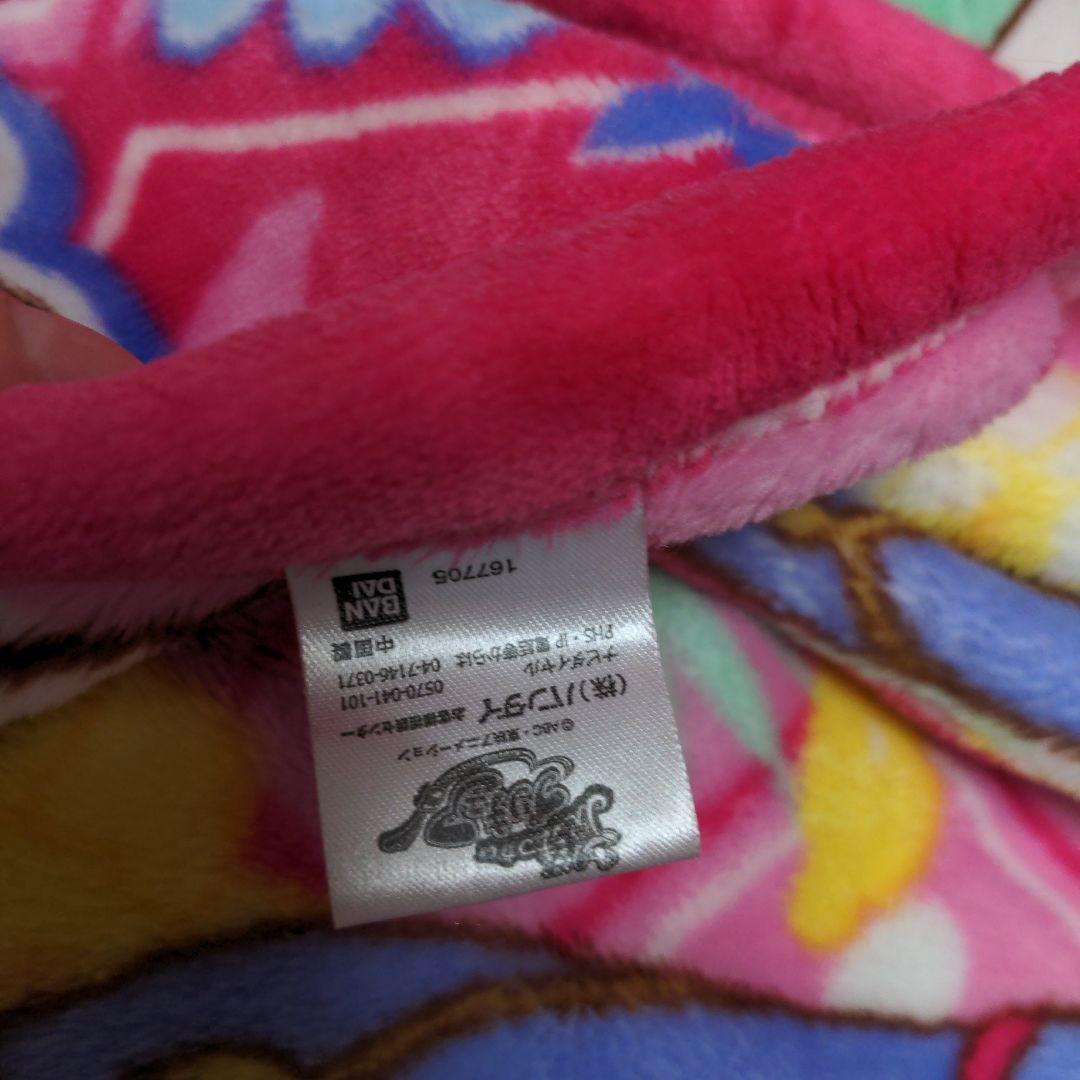 ©ABC・東映アニメーション
(株)バンダイ お客様相談センター
ナビダイヤル 0570-041-101
PHS・IP電話等からは 04-7146-0371
中国製
167705
BAN
DAI